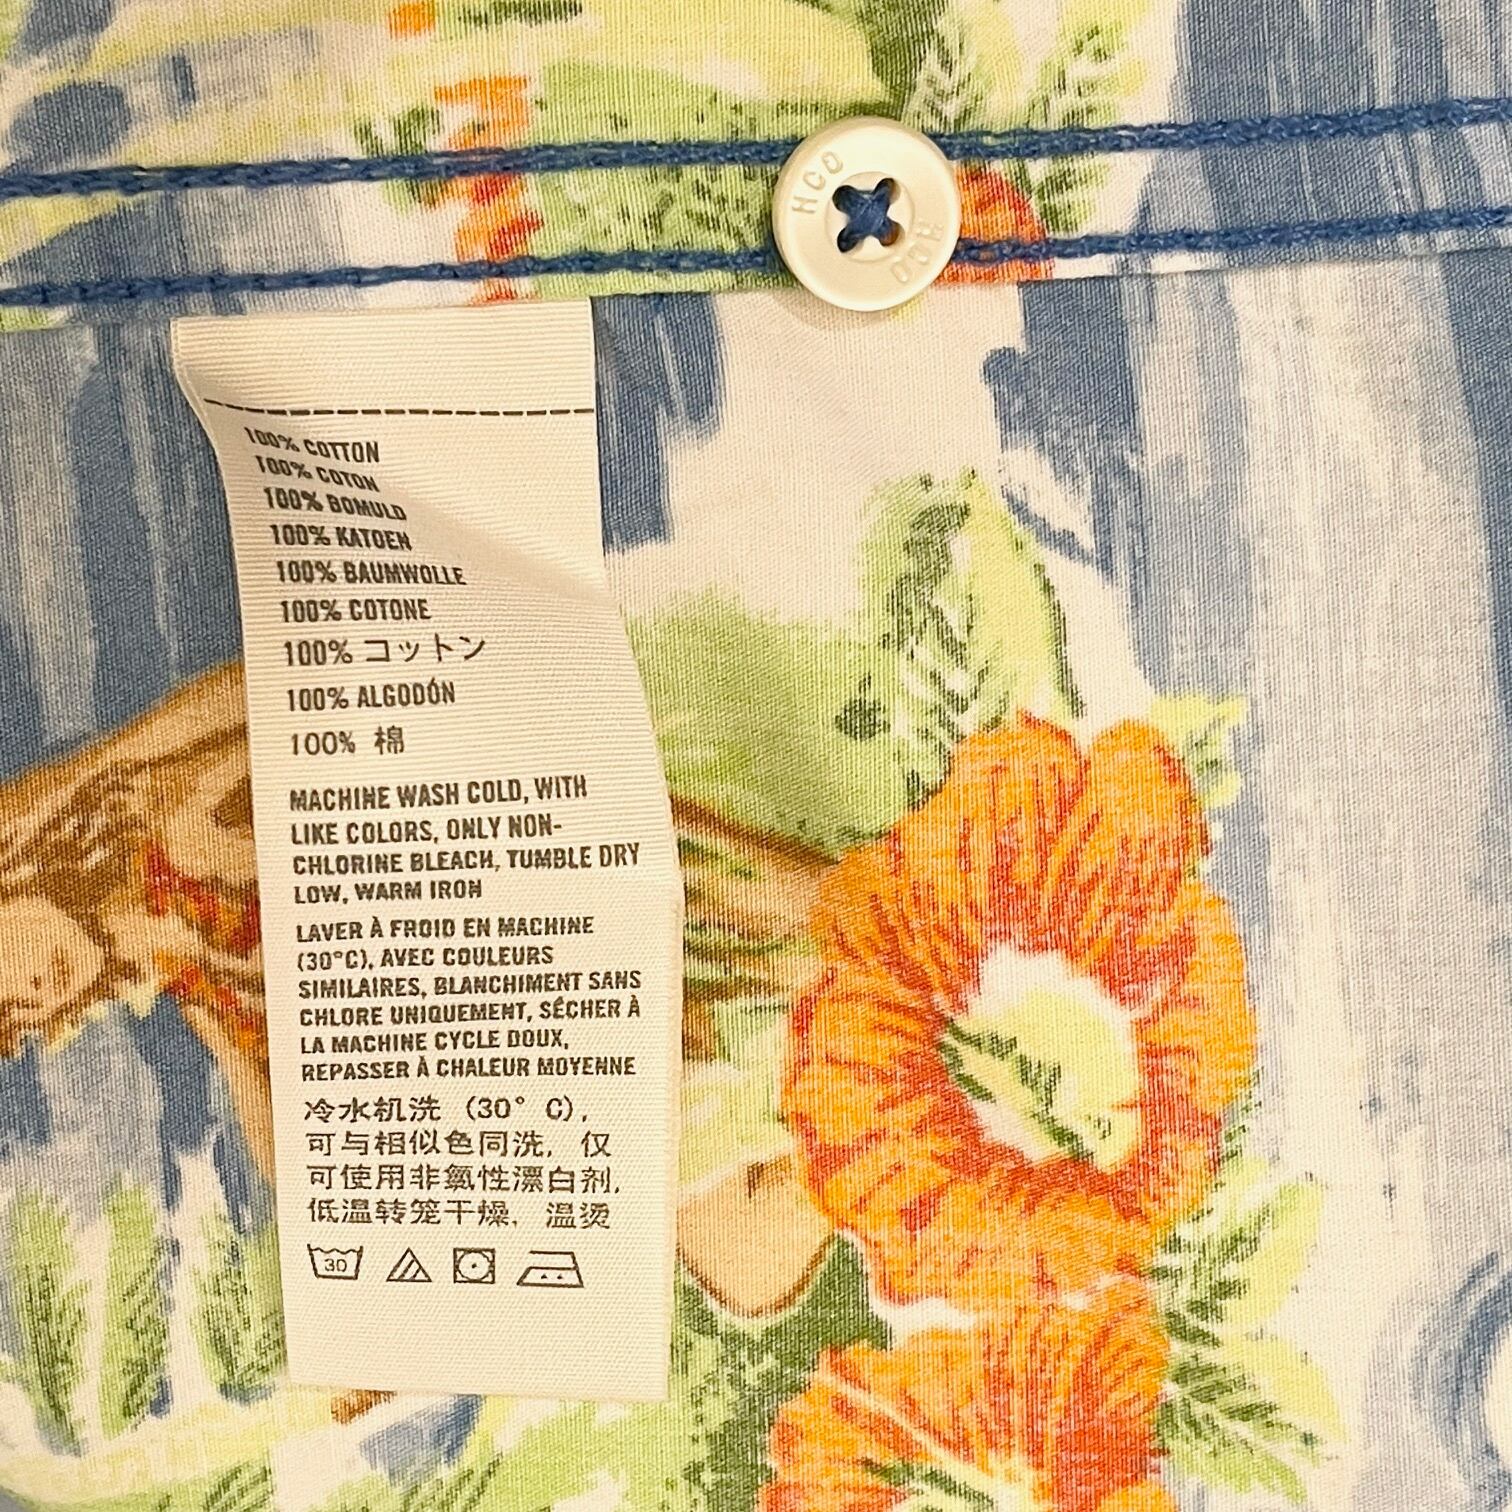 HCO
HCO
100% COTTON
100% COTON
100% BOMULD
100% KATOEN
100% BAUMWOLLE
100% COTONE
100% コットン
100% ALGODÓN
100% 棉
MACHINE WASH COLD, WITH
LIKE COLORS, ONLY NON-
CHLORINE BLEACH, TUMBLE DRY
LOW, WARM IRON
LAVER À FROID EN MACHINE
(30°C), AVEC COULEURS
SIMILAIRES, BLANCHIMENT SANS
CHLORE UNIQUEMENT, SÉCHER À
LA MACHINE CYCLE DOUX,
REPASSER À CHALEUR MOYENNE
冷水机洗 (30° C),
可与相似色同洗, 仅
可使用非氯性漂白剂,
低温转笼干燥, 温烫
30